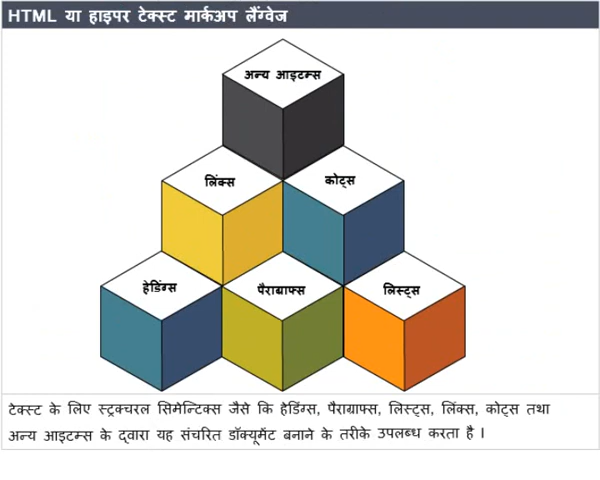 HTML या हाइपर टेक्स्ट मार्कअप लैंग्वेज
अन्य आइटम्स
लिंक्स
कोट्स
हेडिंग्स
पैराग्राफ्स
लिस्ट्स
टेक्स्ट के लिए स्ट्रक्चरल सिमेन्टिक्स जैसे कि हेडिंग्स, पैराग्राफ्स, लिस्ट्स, लिंक्स, कोट्स तथा
अन्य आइटम्स के द्वारा यह संचरित डॉक्यूमेंट बनाने के तरीके उपलब्ध करता है ।